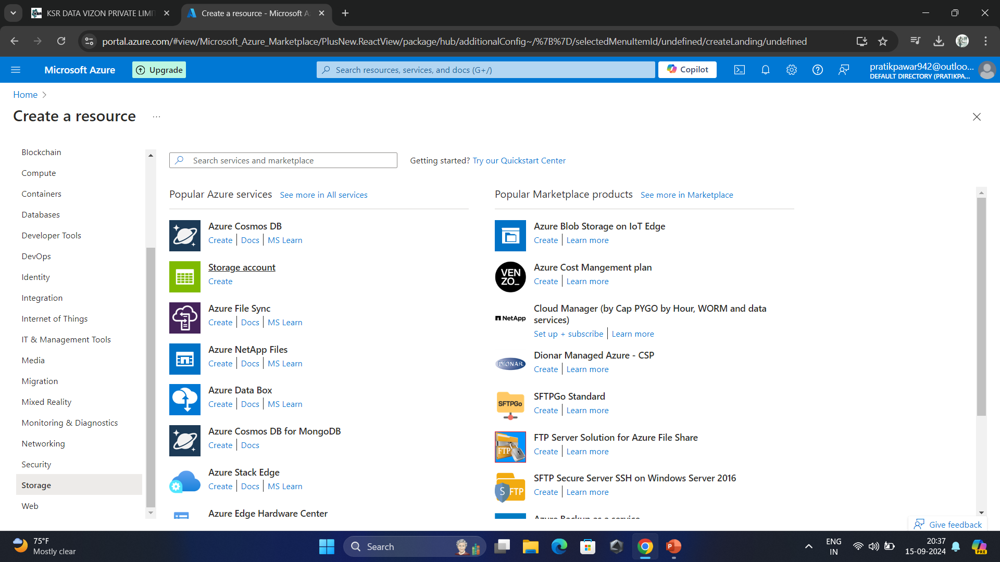 KSR DATA VIZON PRIVATE LIMI
Create a resource - Microsoft A
portal.azure.com/#view/Microsoft_Azure_Marketplace/PlusNew.ReactView/package/hub/additionalConfig~/%7B%7D/selectedMenuItemId/undefined/createLanding/undefined
Microsoft Azure
Upgrade
Search resources, services, and docs (G+/)
Copilot
pratikpawar942@outloo...
DEFAULT DIRECTORY (PRATIKPA...
Home
Create a resource
...
Blockchain
Compute
Containers
Databases
Developer Tools
DevOps
Identity
Integration
Internet of Things
IT & Management Tools
Media
Migration
Mixed Reality
Monitoring & Diagnostics
Networking
Security
Storage
Web
Search services and marketplace
Getting started? Try our Quickstart Center
Popular Azure services See more in All services
Azure Cosmos DB
Create | Docs | MS Learn
Storage account
Create
Azure File Sync
Create | Docs | MS Learn
Azure NetApp Files
Create | Docs | MS Learn
Azure Data Box
Create | Docs | MS Learn
Azure Cosmos DB for MongoDB
Create | Docs
Azure Stack Edge
Create | Docs | MS Learn
Azure Edge Hardware Center
Popular Marketplace products See more in Marketplace
Azure Blob Storage on IoT Edge
Create | Learn more
VEN
ZO_
Azure Cost Mangement plan
Create | Learn more
NetApp
Cloud Manager (by Cap PYGO by Hour, WORM and data
services)
Set up + subscribe | Learn more
DIONAR
Dionar Managed Azure - CSP
Create | Learn more
SFTPGo
SFTPGo Standard
Create | Learn more
FTP
FTP Server Solution for Azure File Share
Create | Learn more
S FTP
SFTP Secure Server SSH on Windows Server 2016
Create | Learn more
Azure Backup as a service
Give feedback
75°F
Mostly clear
Search
ENG
IN
20:37
15-09-2024
PRE